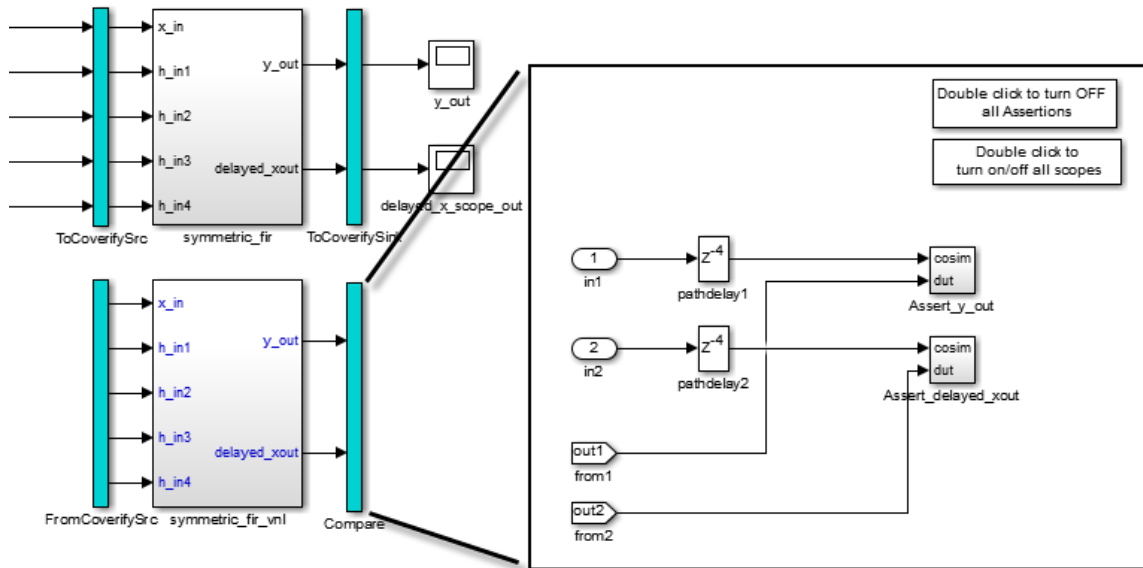 x_in
h_in1
h_in2
h_in3
h_in4
y_out
delayed_xout
ToCoverifySrc
symmetric_fir
ToCoverifySink
y_out
delayed_x_scope_out
x_in
h_in1
h_in2
h_in3
h_in4
y_out
delayed_xout
FromCoverifySrc
symmetric_fir_vnl
Compare
Double click to turn OFF
all Assertions
Double click to
turn on/off all scopes
1
in1
z-4
pathdelay1
cosim
dut
Assert_y_out
2
in2
z-4
pathdelay2
cosim
dut
Assert_delayed_xout
out1
from1
out2
from2